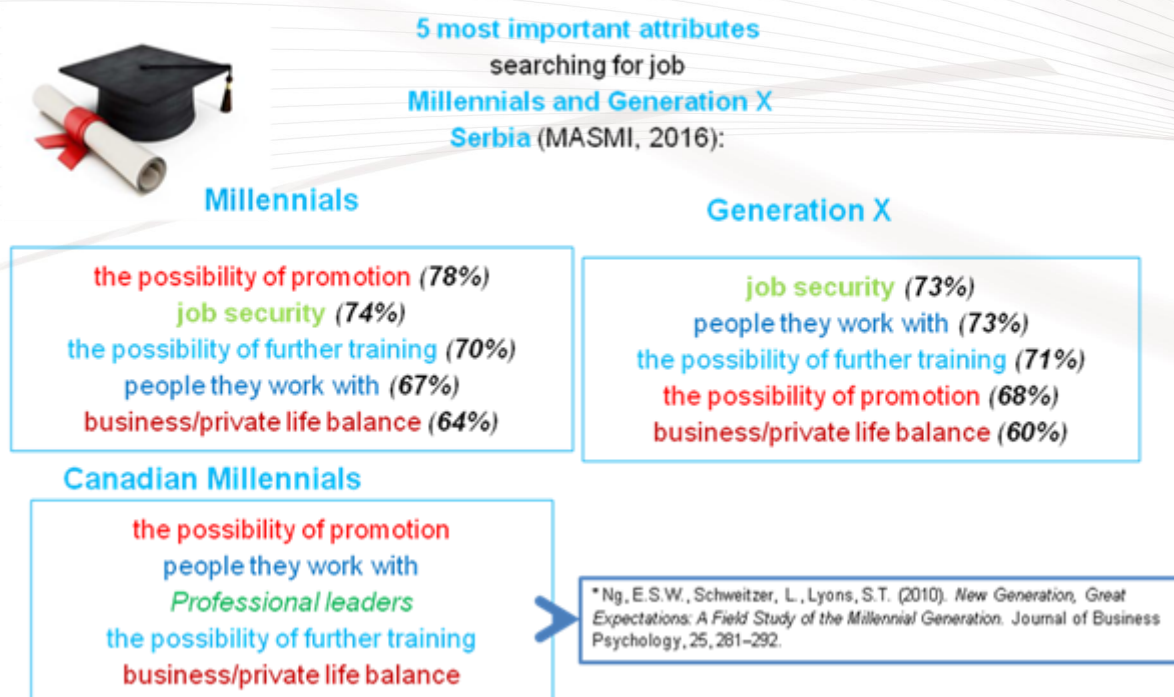 5 most important attributes
searching for job
Millennials and Generation X
Serbia (MASMI, 2016):
Millennials
the possibility of promotion (78%)
job security (74%)
the possibility of further training (70%)
people they work with (67%)
business/private life balance (64%)
Generation X
job security (73%)
people they work with (73%)
the possibility of further training (71%)
the possibility of promotion (68%)
business/private life balance (60%)
Canadian Millennials
the possibility of promotion
people they work with
Professional leaders
the possibility of further training
business/private life balance
* Ng, E.S.W., Schweitzer, L., Lyons, S.T. (2010). New Generation, Great
Expectations: A Field Study of the Millennial Generation. Journal of Business
Psychology, 25, 281–292.